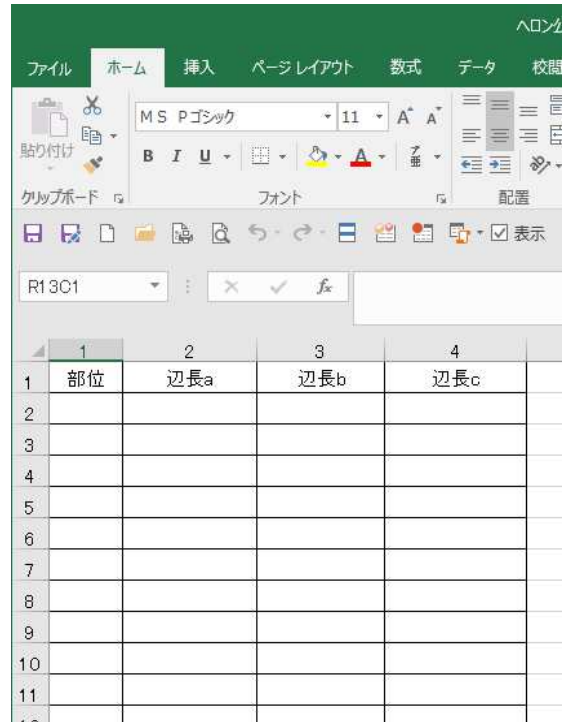 ヘロン公
ファイル ホーム 挿入 ページ レイアウト 数式 データ 校閲
ＭＳ Ｐゴシック 11 A A
貼り付け B I U A ア亜
クリップボード フォント 配置
表示
R13C1 fx
1 2 3 4
1 部位 辺長a 辺長b 辺長c
2
3
4
5
6
7
8
9
10
11